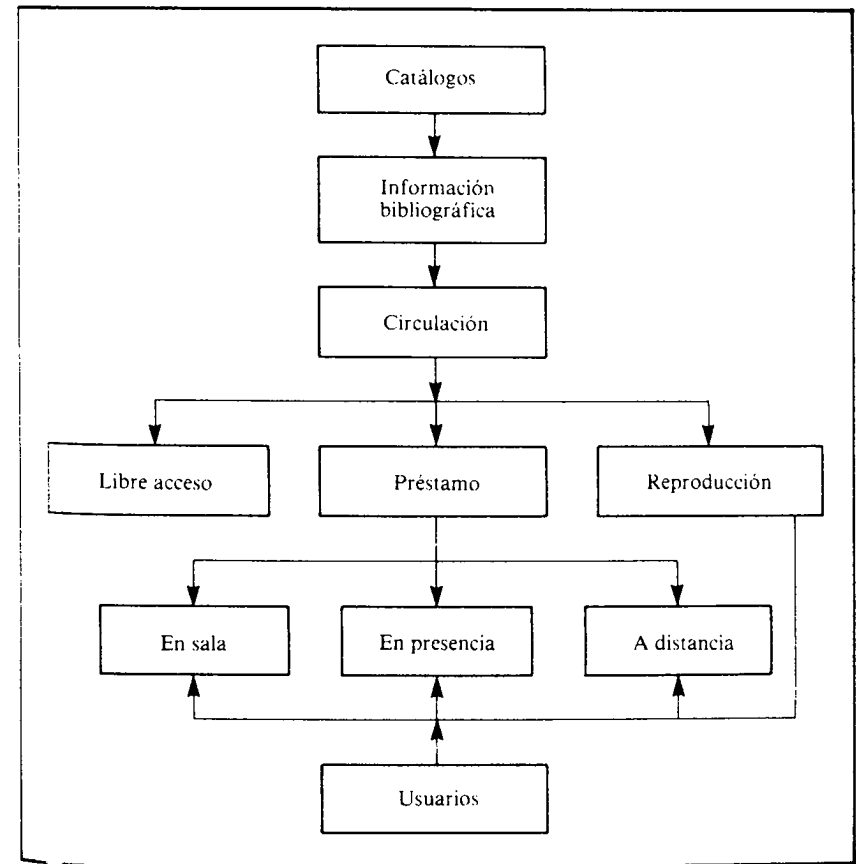 Catálogos
Información
bibliográfica
Circulación
Libre acceso
Préstamo
Reproducción
En sala
En presencia
A distancia
Usuarios